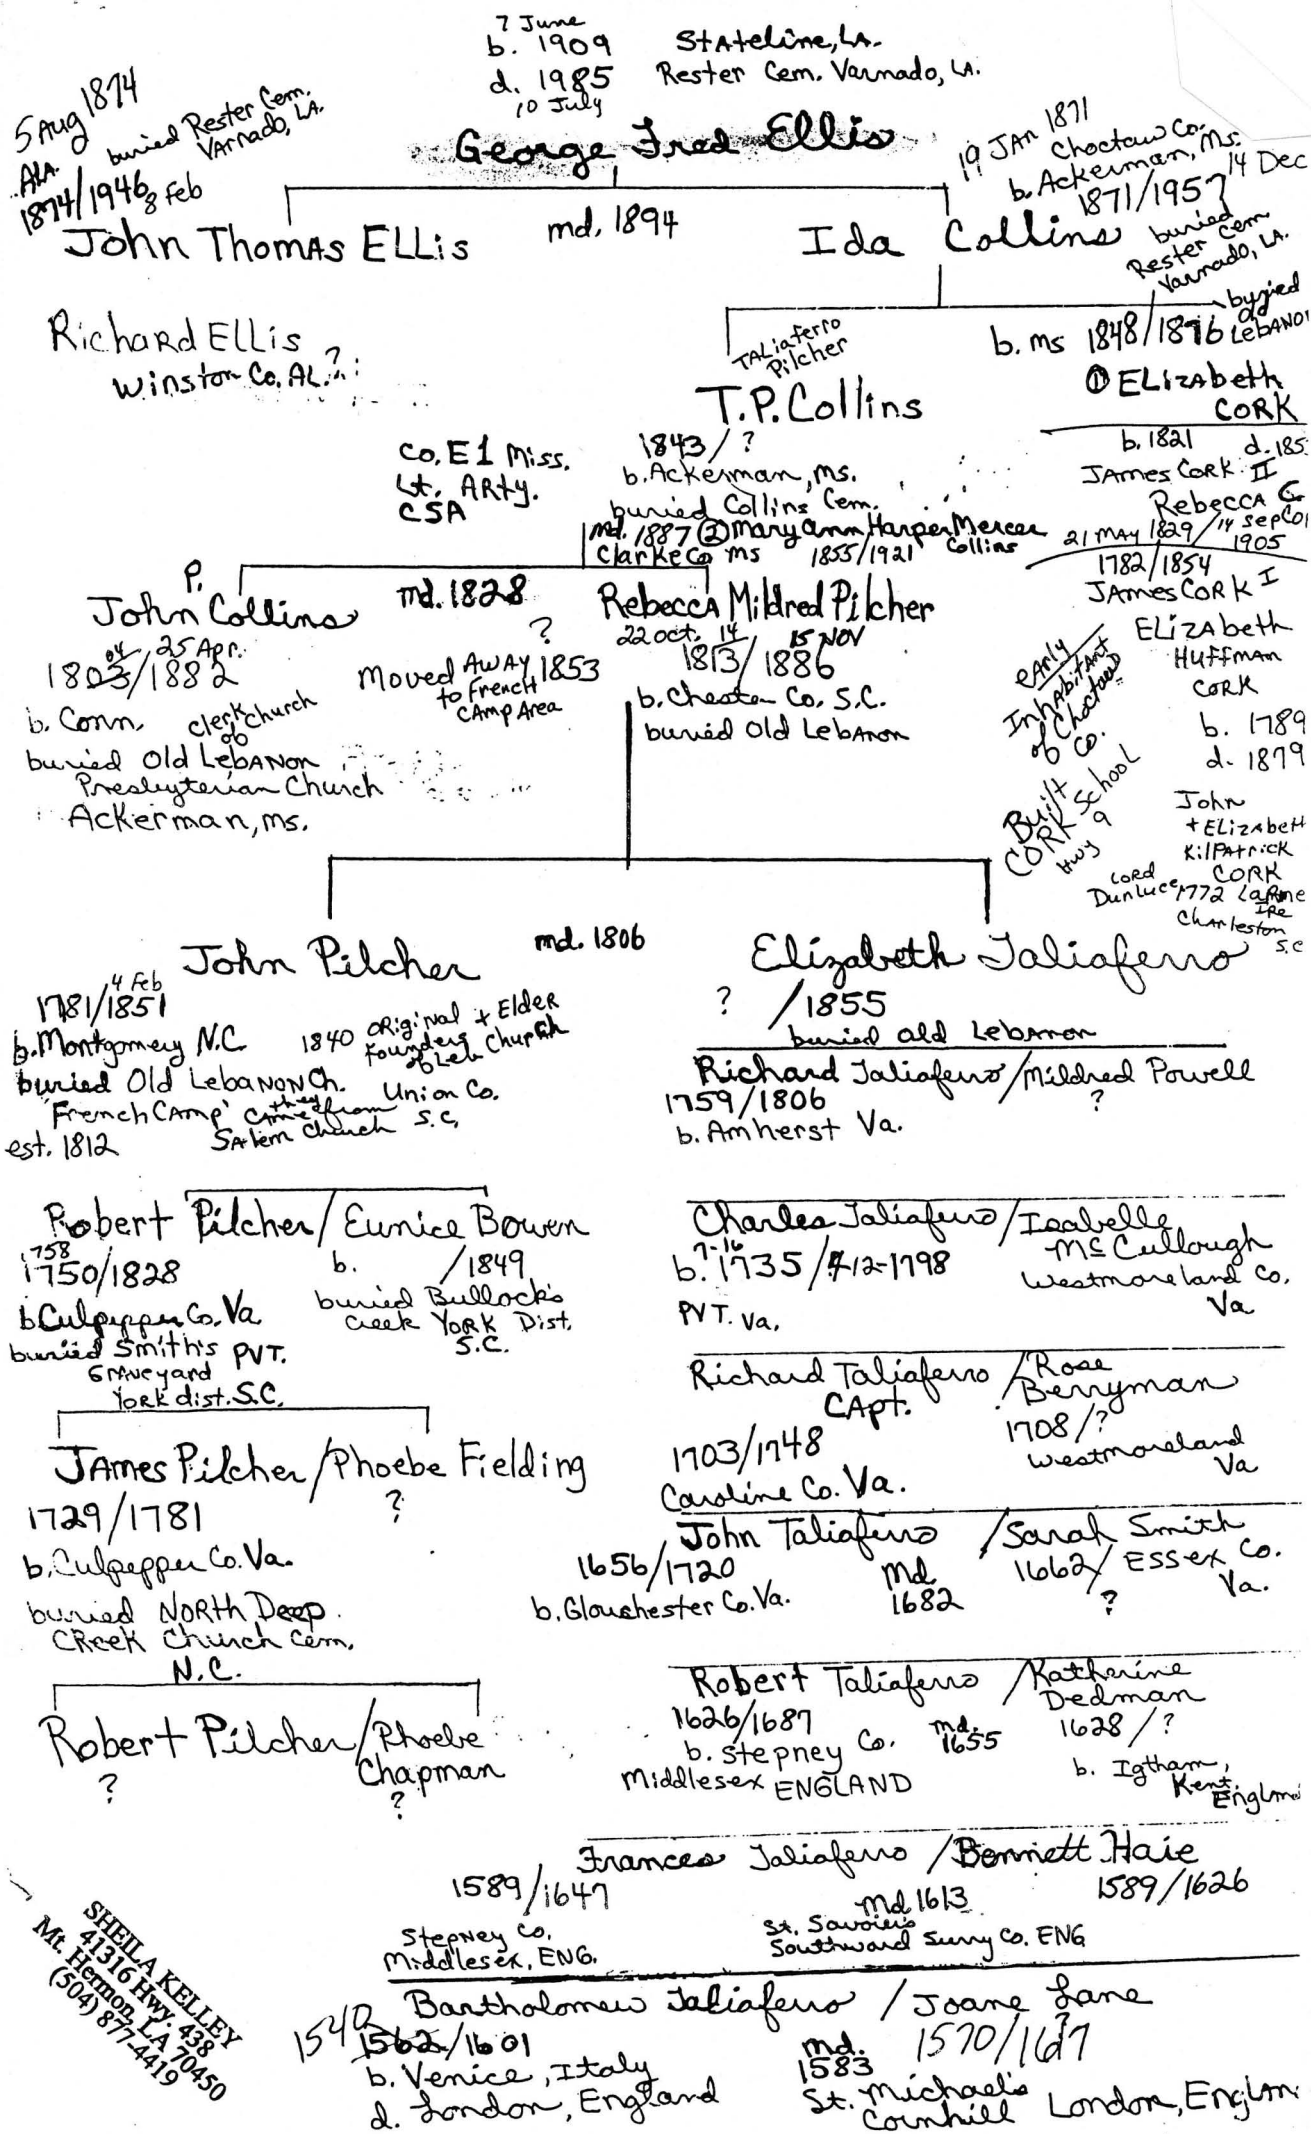 7 June
b. 1909 Stateline, LA.
d. 1985 Rester Cem. Varnado, LA.
10 July
George Fred Ellis
5 Aug 1874
ALA.
1874/1946
8 Feb
buried Rester Cem.
Varnado, LA.
John Thomas Ellis
md. 1894
19 Jan 1871
Choctaw Co.
b. Ackerman, Ms.
1871/1957 14 Dec
Ida Collins
buried
Rester Cem
Varnado, LA.
Richard Ellis
Winston Co. AL. ?
Taliaferro
Pilcher
T.P. Collins
1843/?
b. Ackerman, Ms.
buried Collins Cem.
Co. E 1 Miss.
Lt. Arty.
CSA
md. 1887 ② Mary Ann Harper Mercer
Clarke Co ms 1855/1921 Collins
b. ms 1848/1876
buried
old
Lebanon
① Elizabeth
Cork
b. 1821 d. 185
James Cork II
Rebecca
21 May 1829/14 Sep
1905
1782/1854
James Cork I
Elizabeth
Huffman
Cork
b. 1789
d. 1879
early
Inhabitant
of Choctaw
Co.
Built
Cork School
Hwy 9
John
+ Elizabeth
Kilpatrick
Cork
Lord
Dunluce 1772 Larne
IRe
Charleston
S.C
P.
John Collins
04
1803/1882
25 Apr.
b. Conn.
Clerk of Church
buried Old Lebanon
Presbyterian Church
Ackerman, ms.
md. 1828
?
Moved Away 1853
to French
Camp Area
Rebecca Mildred Pilcher
22 Oct. 14 15 Nov
1813/1886
b. Chester Co. S.C.
buried Old Lebanon
John Pilcher
md. 1806
4 Feb
1781/1851
b. Montgomery N.C.
buried Old Lebanon Ch.
'French Camp'
est. 1812
1840 Original + Elder
Founders
of Leb Church
they
came from Union Co.
Salem Church S.C.
Elizabeth Taliaferro
? /1855
buried old Lebanon
Richard Taliaferro/Mildred Powell
1759/1806 ?
b. Amherst Va.
Robert Pilcher/Eunice Bowen
1758
1750/1828
b. /1849
b Culpepper Co. Va
buried Smith's PVT.
Graveyard
York dist. S.C.
buried Bullock's
Creek York Dist.
S.C.
Charles Taliaferro/Isabelle
McCullough
7-16
b. 1735/4-12-1798
PVT. Va.
Westmoreland Co.
Va
Richard Taliaferro/Rose
Capt. Berryman
1703/1748
Caroline Co. Va.
1708/?
Westmoreland
Va
James Pilcher/Phoebe Fielding
1729/1781 ?
b. Culpepper Co. Va.
buried North Deep
Creek Church Cem.
N.C.
John Taliaferro/Sarah Smith
1656/1720
b. Glouchester Co. Va.
md.
1682
1662/? Essex Co.
Va.
Robert Pilcher/Phoebe
Chapman
?
?
Robert Taliaferro/Katherine
Dedman
1626/1687
b. Stepney Co.
Middlesex England
md.
1655
1628/?
b. Igtham,
Kent.
Frances Taliaferro/Bennett Haie
1589/1647
md 1613
1589/1626
Stepney Co.
Middlesex, ENG.
St. Savoier's
Southward Surry Co. ENG
Bartholomew Taliaferro/Joane Lane
1540
1562/1601
b. Venice, Italy
d. London, England
md.
1583
?
1570/16
St. Michael's
Cornhill London,
SHEILA KELLEY
41316 Hwy. 438
Mt. Hermon, LA 70450
(504) 877-4419